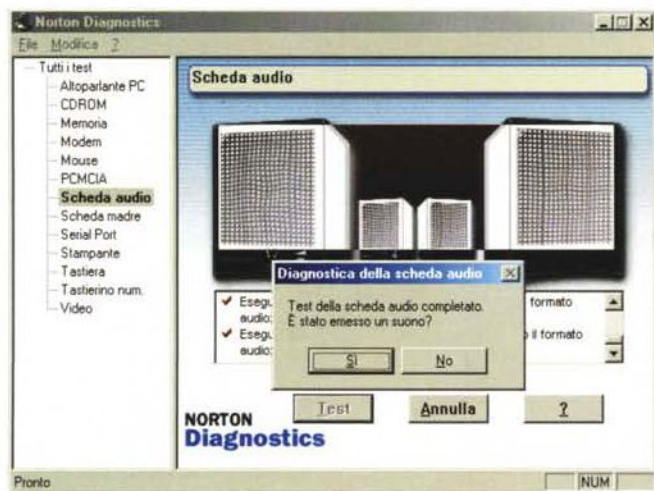 Norton Diagnostics
File Modifica ?
Tutti i test
Altoparlante PC
CDROM
Memoria
Modem
Mouse
PCMCIA
Scheda audio
Scheda madre
Serial Port
Stampante
Tastiera
Tastierino num.
Video
Scheda audio
Diagnostica della scheda audio
Test della scheda audio completato.
È stato emesso un suono?
Sì No
formato
audio:
il formato
audio:
Test Annulla ?
NORTON
Diagnostics
Pronto NUM